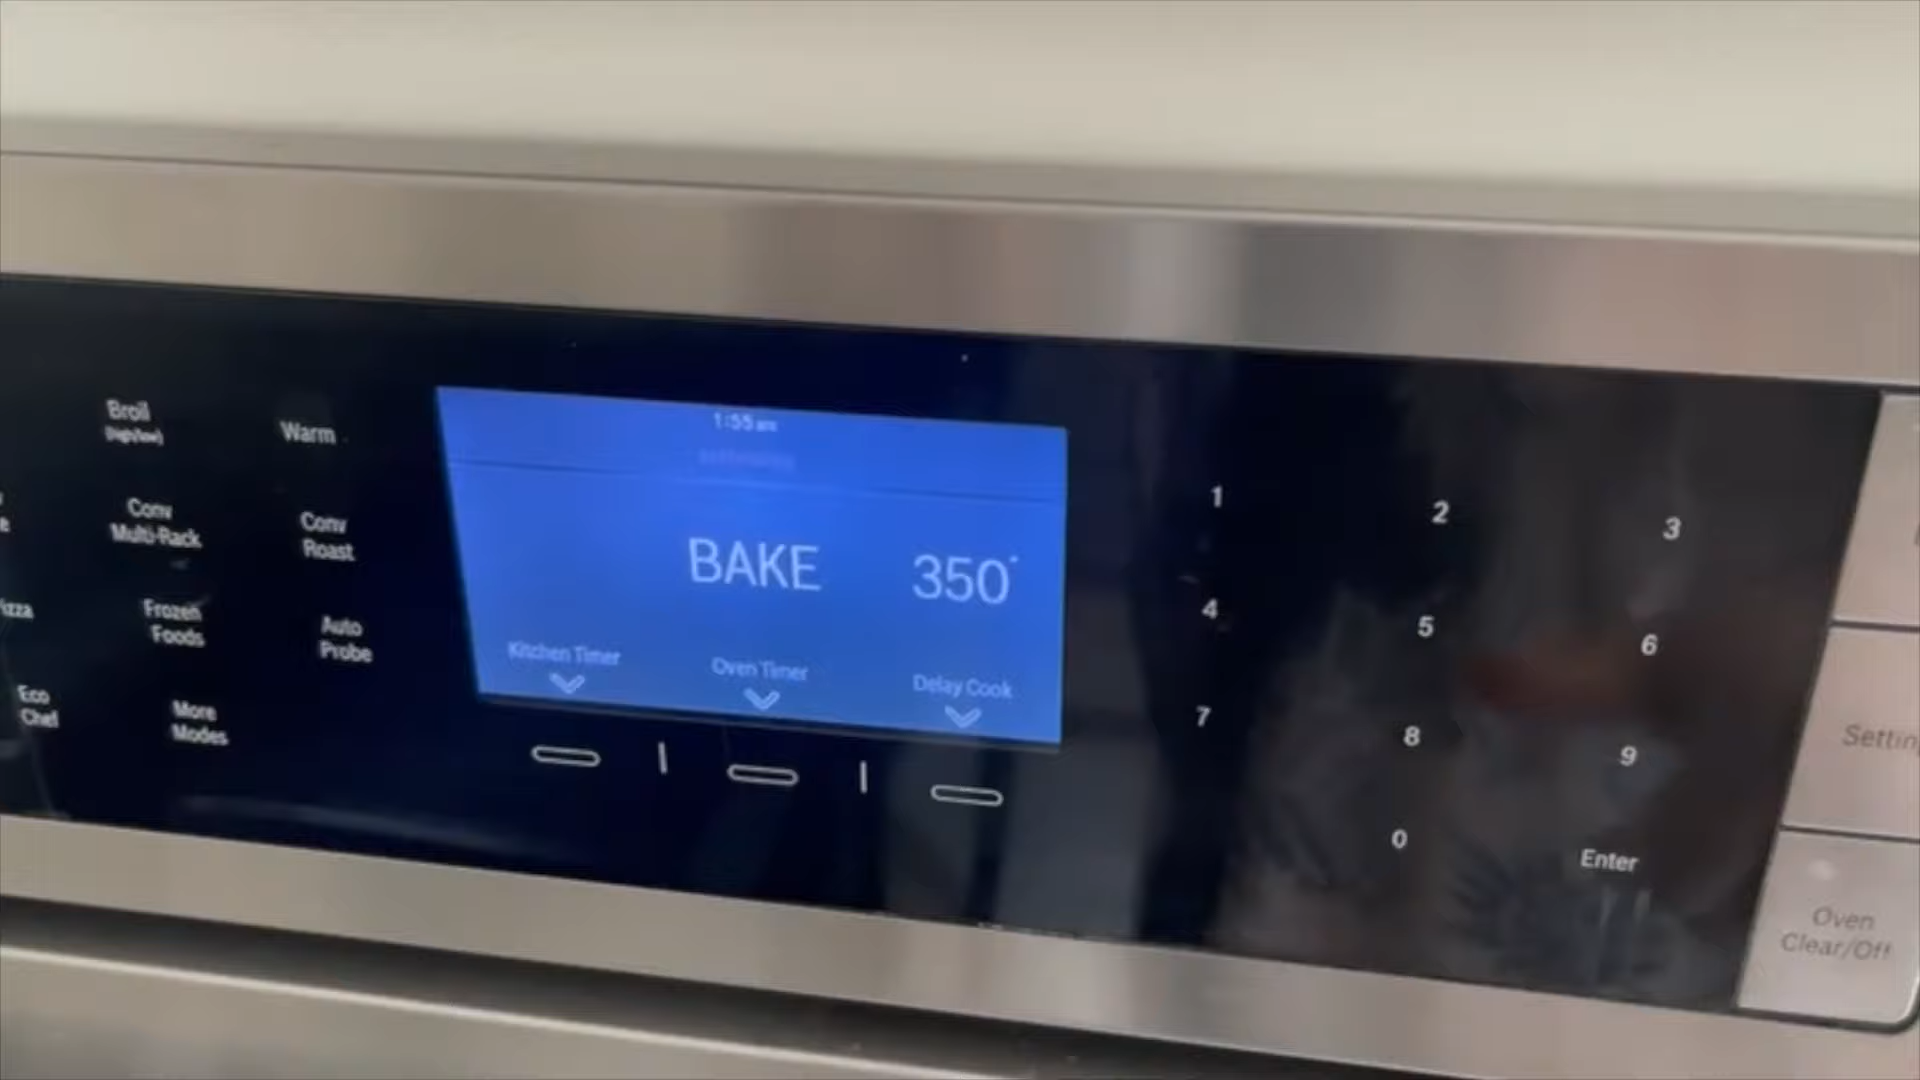 1:55 am
BAKE 350°
Kitchen Timer
Oven Timer
Delay Cook
Broil
(high/low)
Warm
Conv
Multi-Rack
Conv
Roast
Frozen
Foods
Auto
Probe
Eco
Chef
More
Modes
1 2 3
4 5 6
7 8 9
0 Enter
Oven
Clear/Off